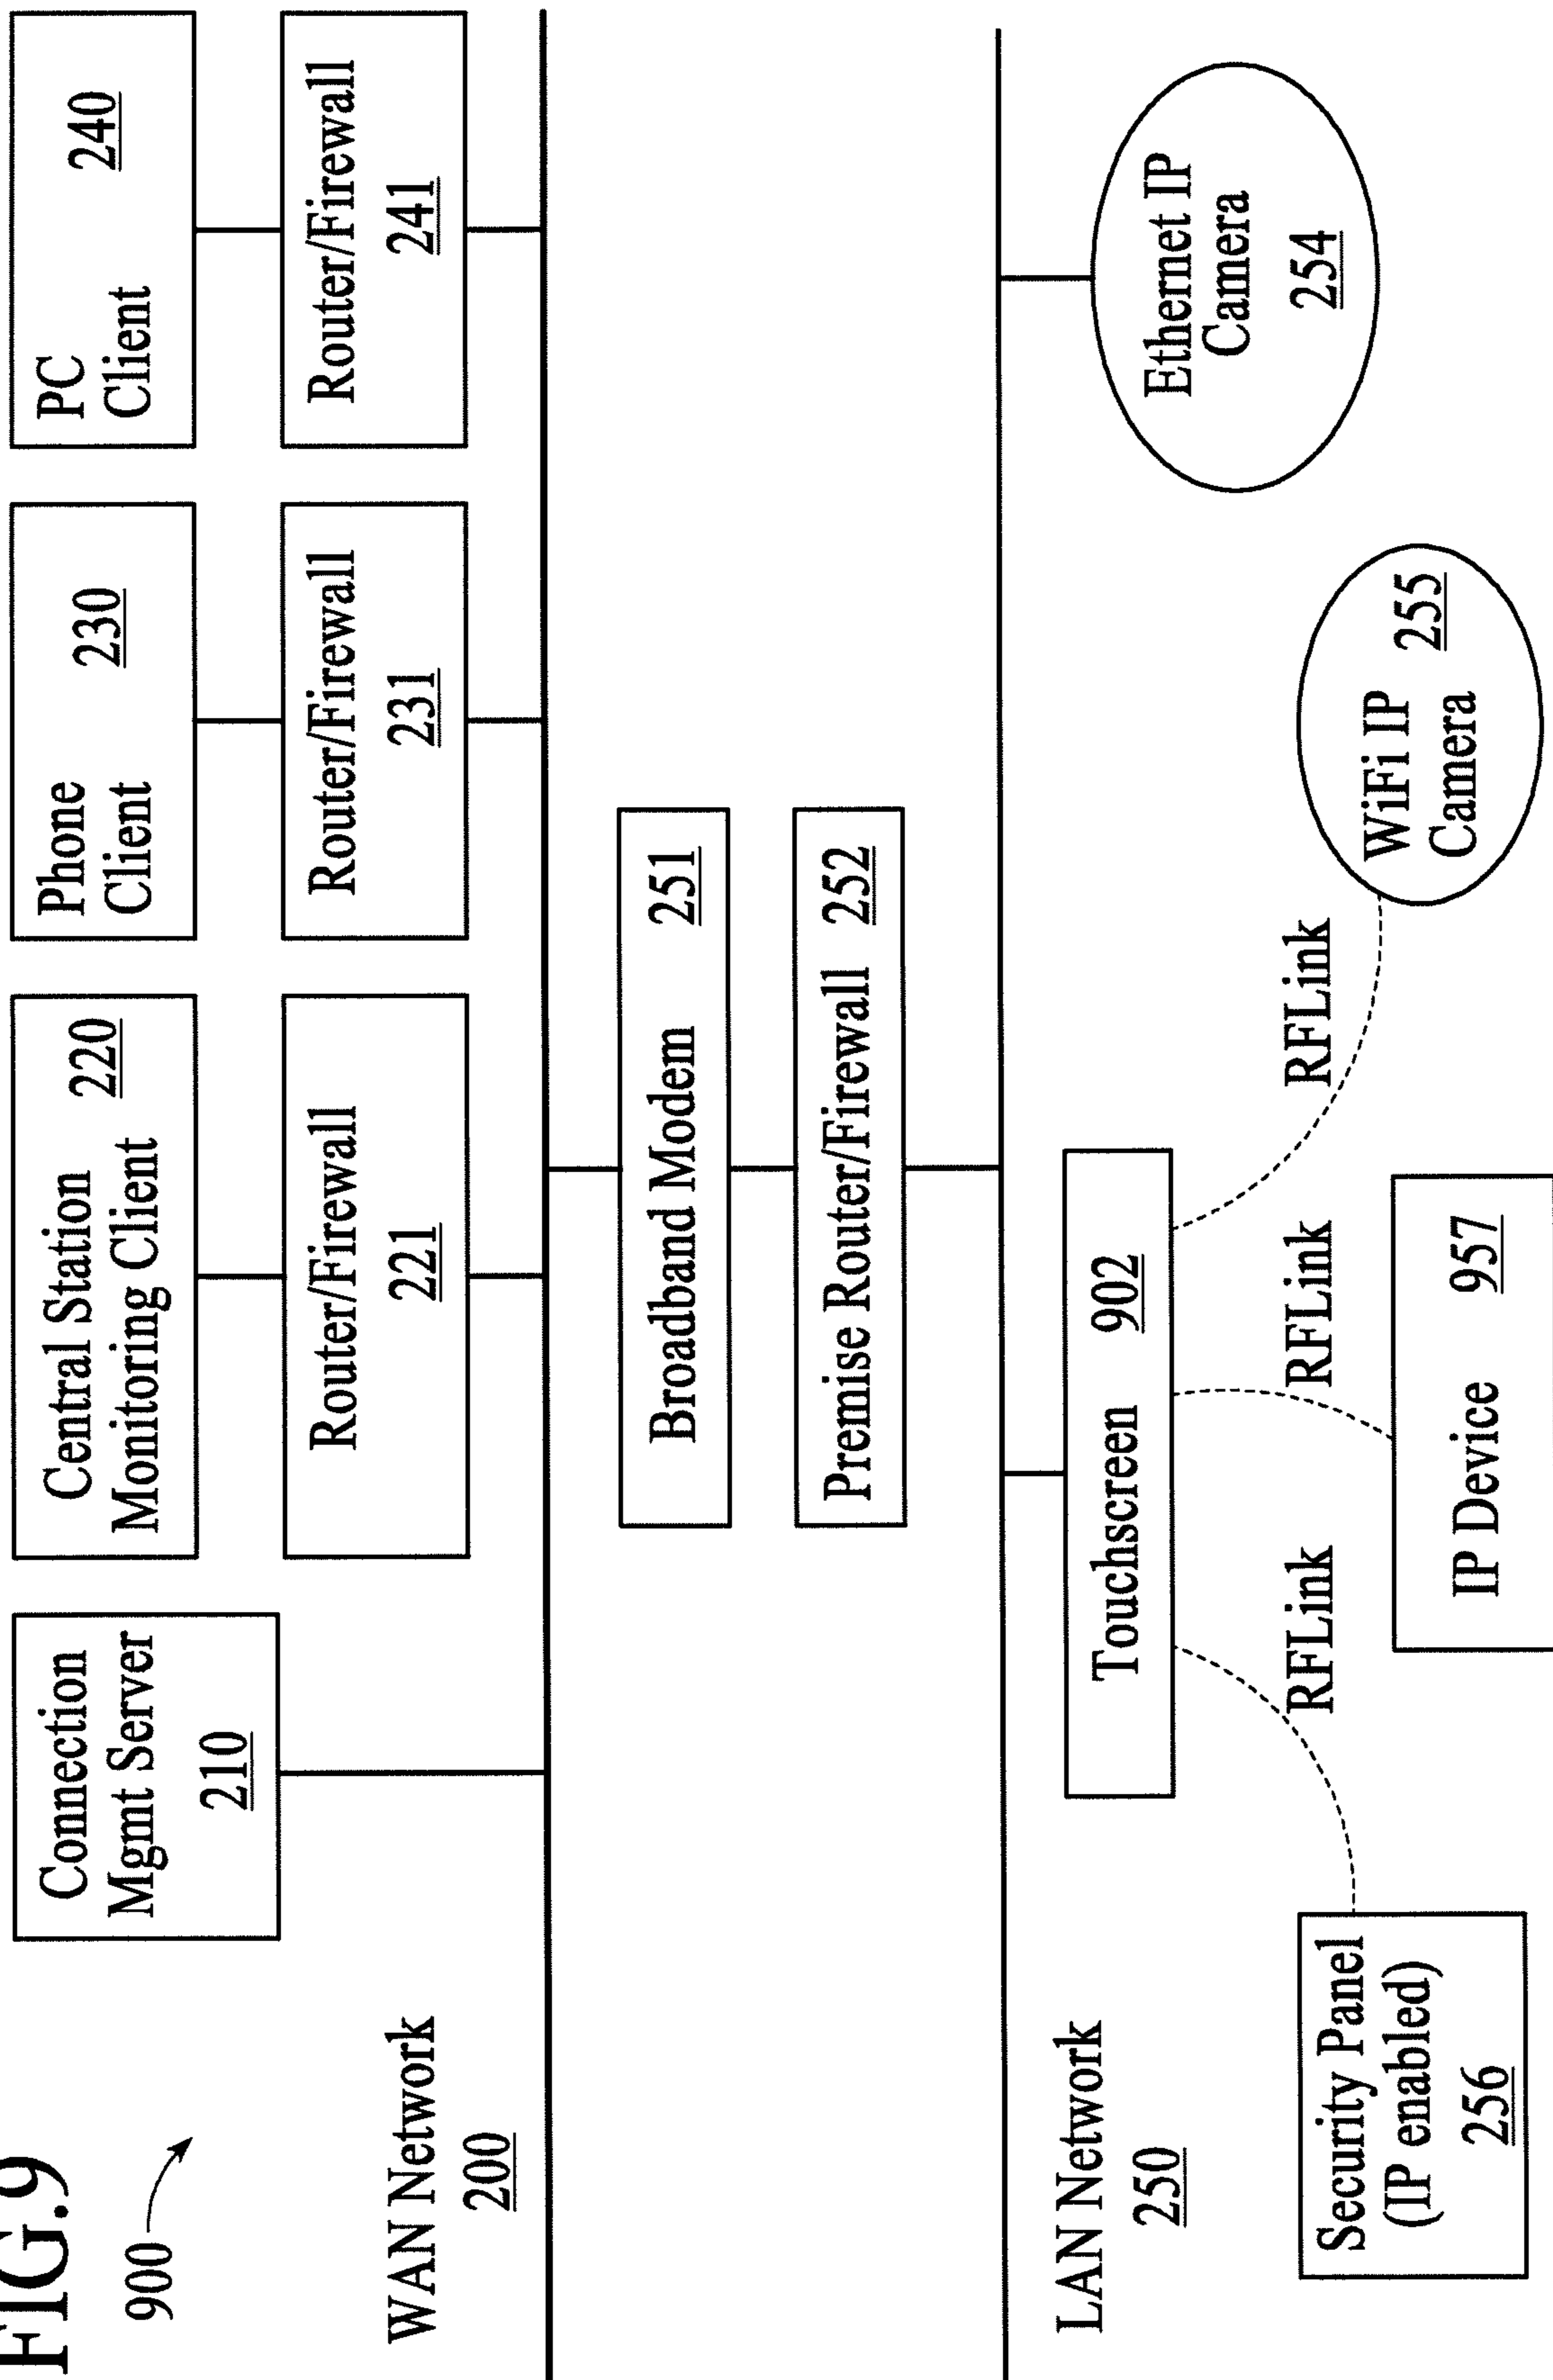 FIG.9
900
Connection
Mgmt Server
210
Central Station
Monitoring Client
220
Phone
Client
230
PC
Client
240
Router/Firewall
221
Router/Firewall
231
Router/Firewall
241
WAN Network
200
Broadband Modem 251
Premise Router/Firewall 252
LAN Network
250
Touchscreen 902
Ethernet IP
Camera
254
RFLink
RFLink
RFLink
Security Panel
(IP enabled)
256
IP Device 957
WiFi IP
Camera
255